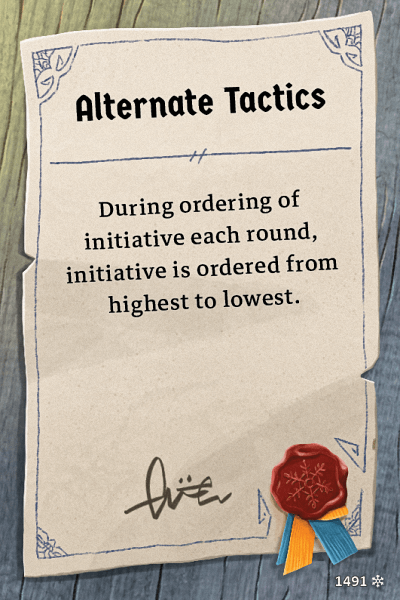 Alternate Tactics
During ordering of
initiative each round,
initiative is ordered from
highest to lowest.
1491